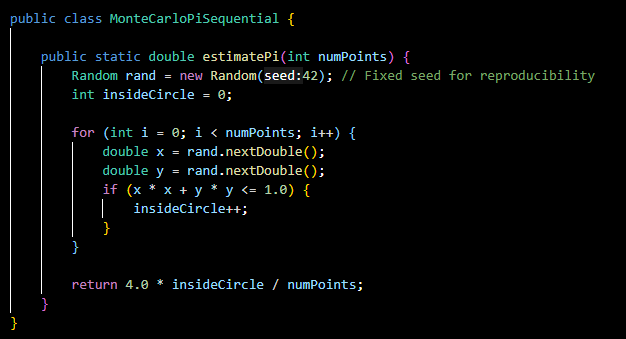 public class MonteCarloPiSequential {
public static double estimatePi(int numPoints) {
Random rand = new Random(seed:42); // Fixed seed for reproducibility
int insideCircle = 0;
for (int i = 0; i < numPoints; i++) {
double x = rand.nextDouble();
double y = rand.nextDouble();
if (x * x + y * y <= 1.0) {
insideCircle++;
}
}
return 4.0 * insideCircle / numPoints;
}
}